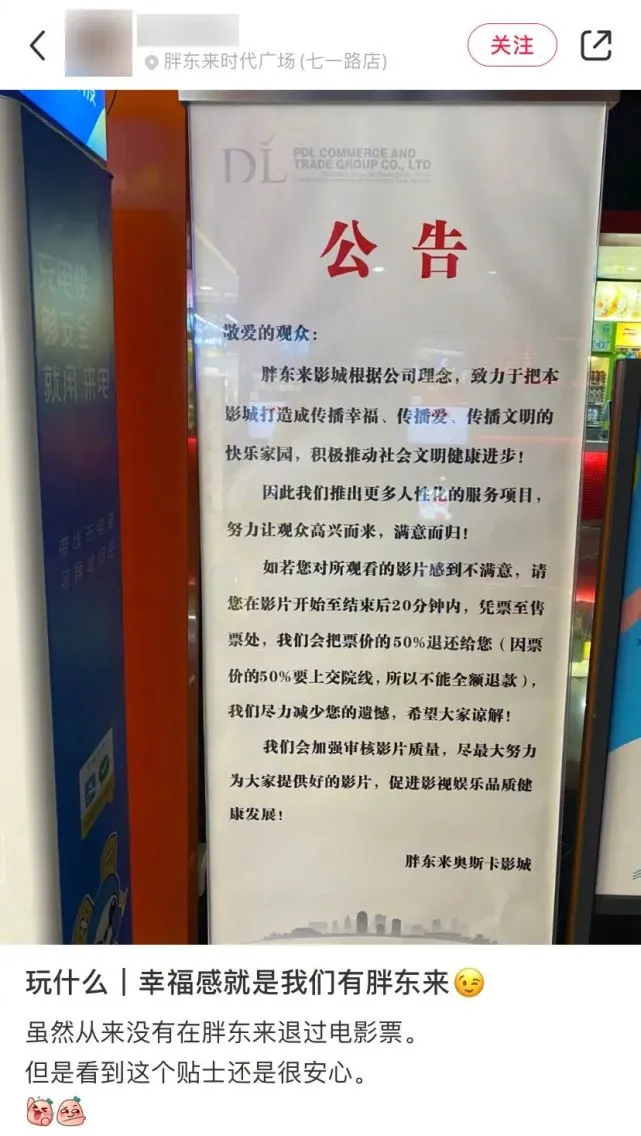 胖东来时代广场(七一路店)
关注
DL PDL COMMERCE AND
TRADE GROUP CO., LTD
公告
敬爱的观众:
胖东来影城根据公司理念,致力于把本
影城打造成传播幸福、传播爱、传播文明的
快乐家园,积极推动社会文明健康进步!
因此我们推出更多人性化的服务项目,
努力让观众高兴而来,满意而归!
如若您对所观看的影片感到不满意,请
您在影片开始至结束后20分钟内,凭票至售
票处,我们会把票价的50%退还给您(因票
价的50%要上交院线,所以不能全额退款),
我们尽力减少您的遗憾,希望大家谅解!
我们会加强审核影片质量,尽最大努力
为大家提供好的影片,促进影视娱乐品质健
康发展!
胖东来奥斯卡影城
充电快
够安全
就用 来电
玩什么|幸福感就是我们有胖东来😉
虽然从来没有在胖东来退过电影票。
但是看到这个贴士还是很安心。